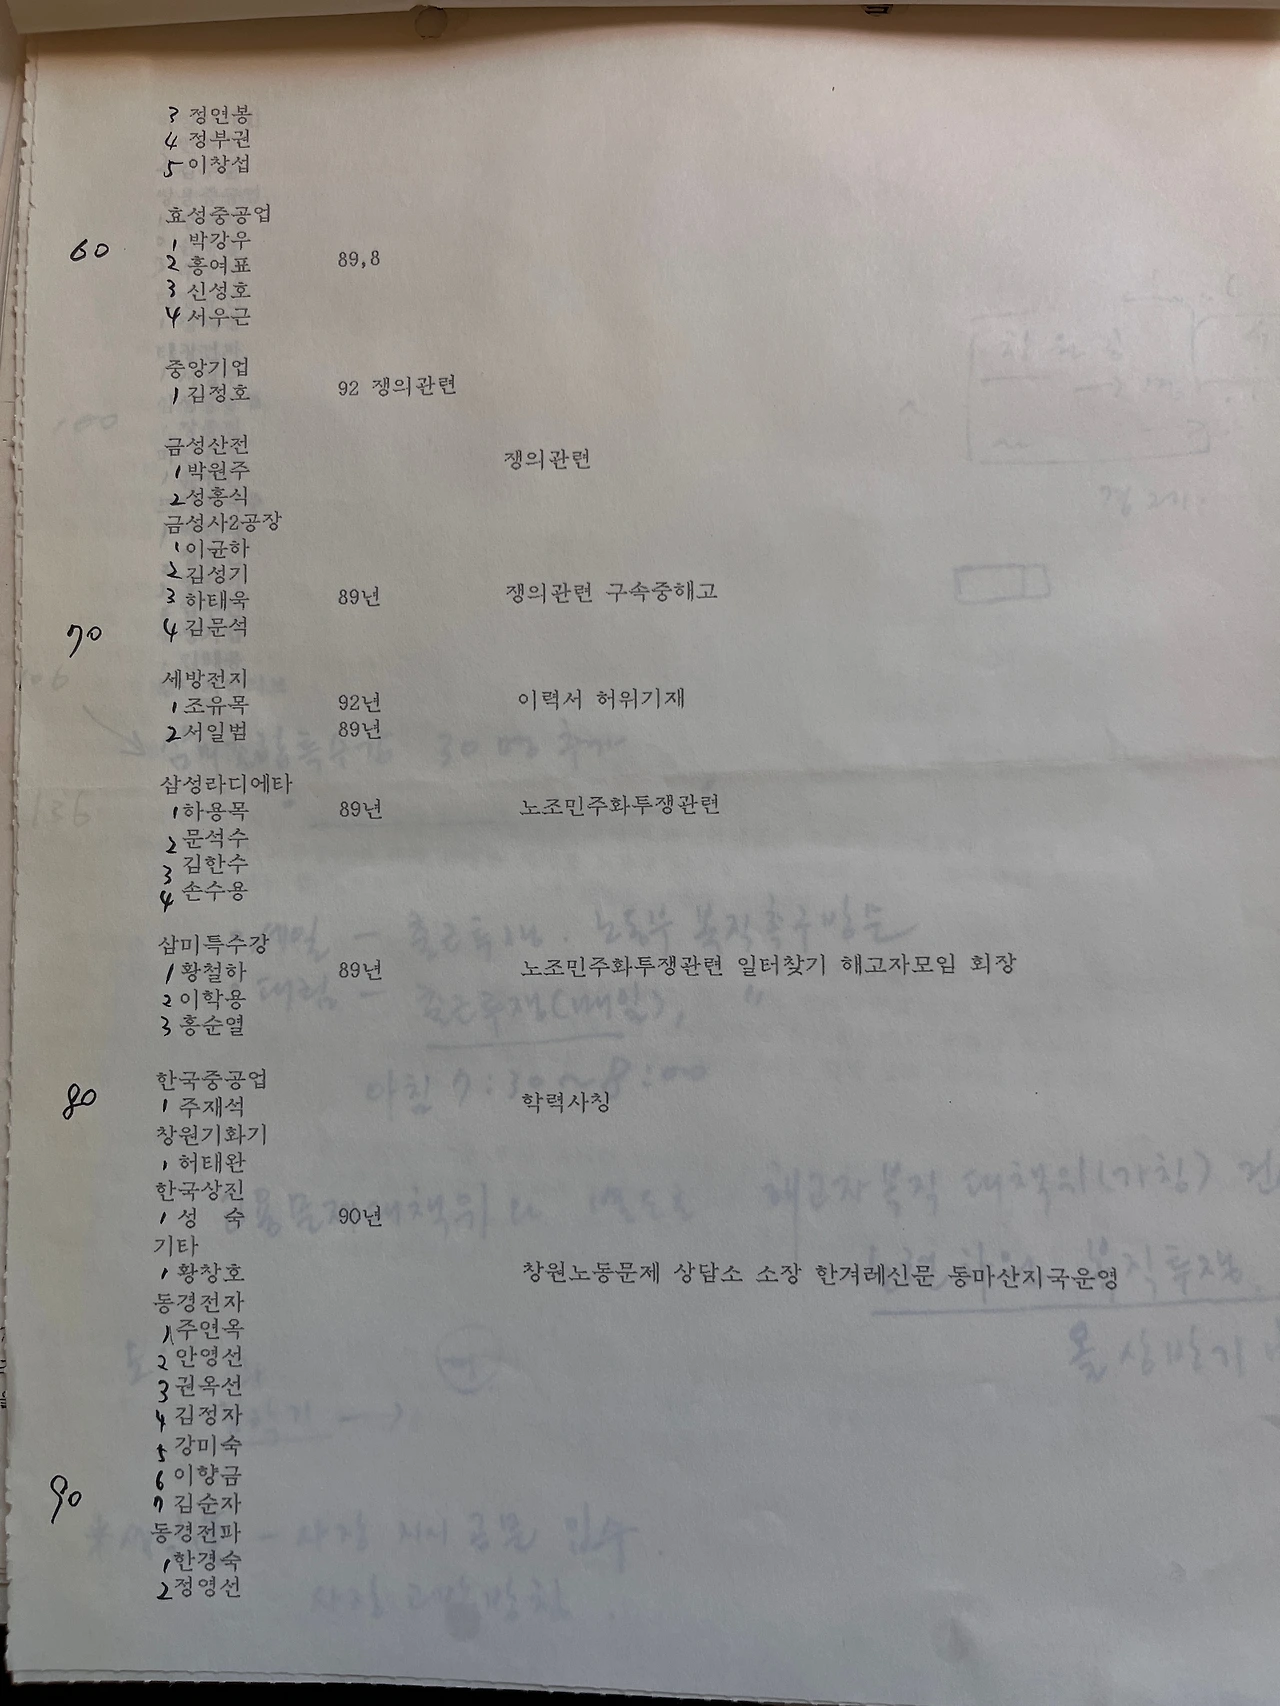 3 정연봉
4 정부권
5 이창섭
효성중공업
1 박강우
60
2 홍여표 89,8
3 신성호
4 서우근
중앙기업
1 김정호 92 쟁의관련
금성산전
1 박원주 쟁의관련
2 성홍식
금성사2공장
1 이균하
2 김성기
3 하태욱 89년 쟁의관련 구속중해고
70
4 김문석
세방전지
1 조유목 92년 이력서 허위기재
2 서일범 89년
삼성라디에타
1 하용목 89년 노조민주화투쟁관련
2 문석수
3 김한수
4 손수용
삼미특수강
1 황철하 89년 노조민주화투쟁관련 일터찾기 해고자모임 회장
2 이학용
3 홍순열
한국중공업
80
1 주재석 학력사칭
창원기화기
1 허태완
한국상진
1 성 숙 90년
기타
1 황창호 창원노동문제 상담소 소장 한겨레신문 동마산지국운영
동경전자
1 주연옥
2 안영선
3 권옥선
4 김정자
5 강미숙
6 이향금
90
7 김순자
동경전파
1 한경숙
2 정영선